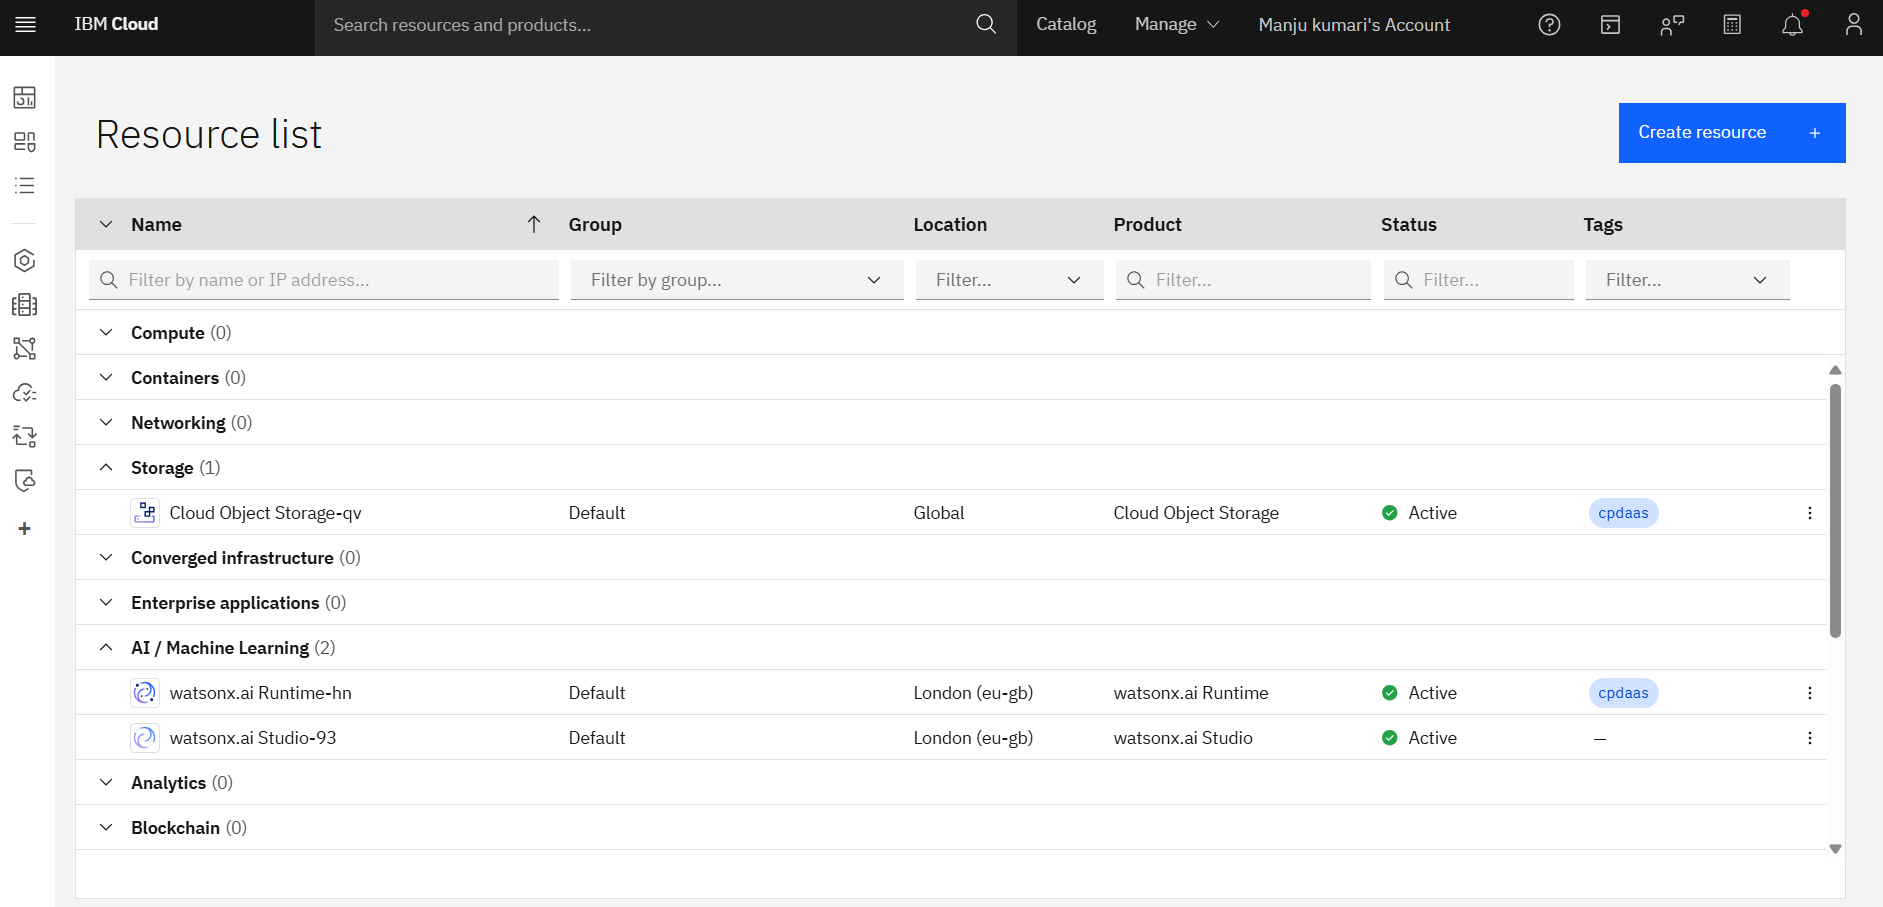 IBM Cloud
Search resources and products...
Catalog
Manage
Manju kumari's Account
Resource list
Create resource +
Name Group Location Product Status Tags
Filter by name or IP address... Filter by group... Filter... Filter... Filter... Filter...
Compute (0)
Containers (0)
Networking (0)
Storage (1)
Cloud Object Storage-qv Default Global Cloud Object Storage Active cpdaas
Converged infrastructure (0)
Enterprise applications (0)
AI / Machine Learning (2)
watsonx.ai Runtime-hn Default London (eu-gb) watsonx.ai Runtime Active cpdaas
watsonx.ai Studio-93 Default London (eu-gb) watsonx.ai Studio Active —
Analytics (0)
Blockchain (0)